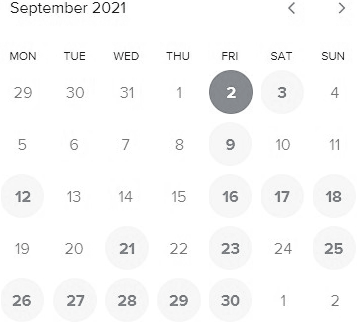 September 2021
MON TUE WED THU FRI SAT SUN
29 30 31 1 2 3 4
5 6 7 8 9 10 11
12 13 14 15 16 17 18
19 20 21 22 23 24 25
26 27 28 29 30 1 2